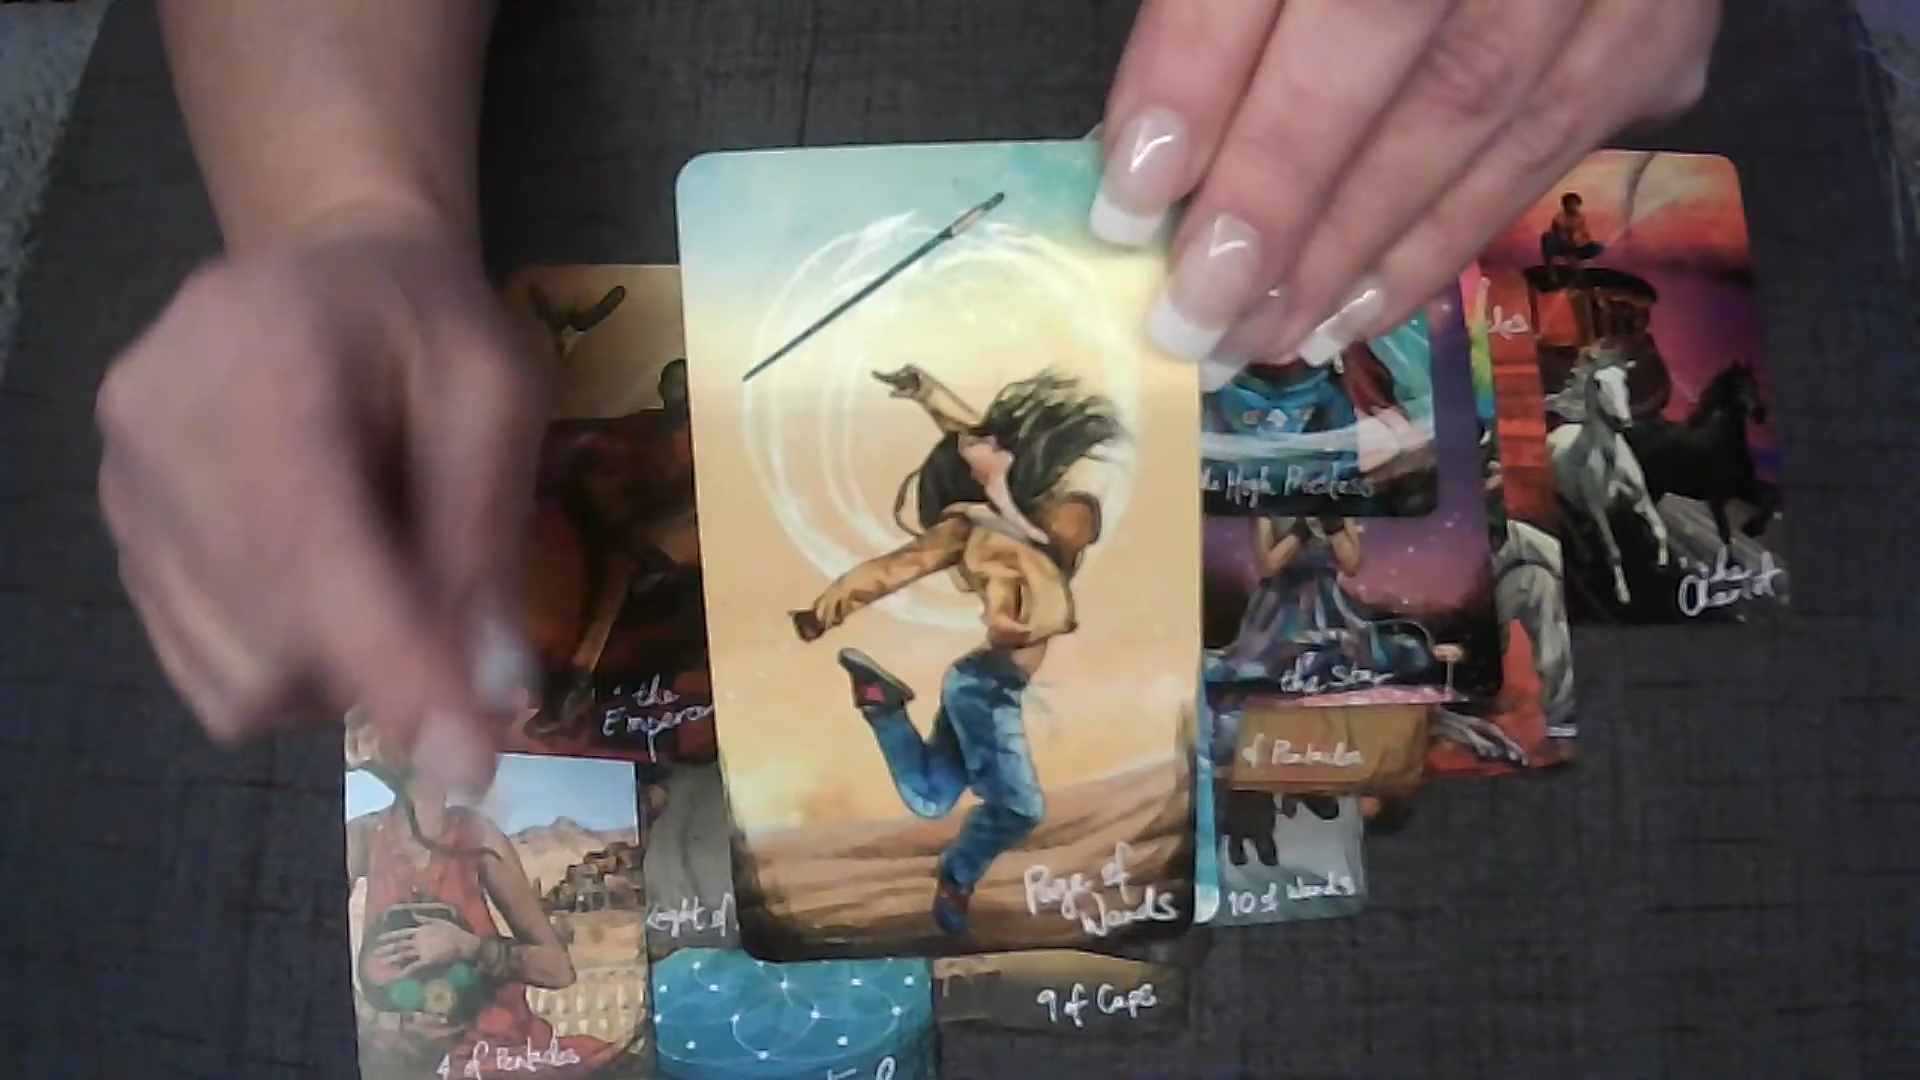 the
Emperor
Page of
Wands
the High Priestess
the Star
the
Chariot
of Pentacles
10 of Wands
9 of Cups
4 of Pentacles